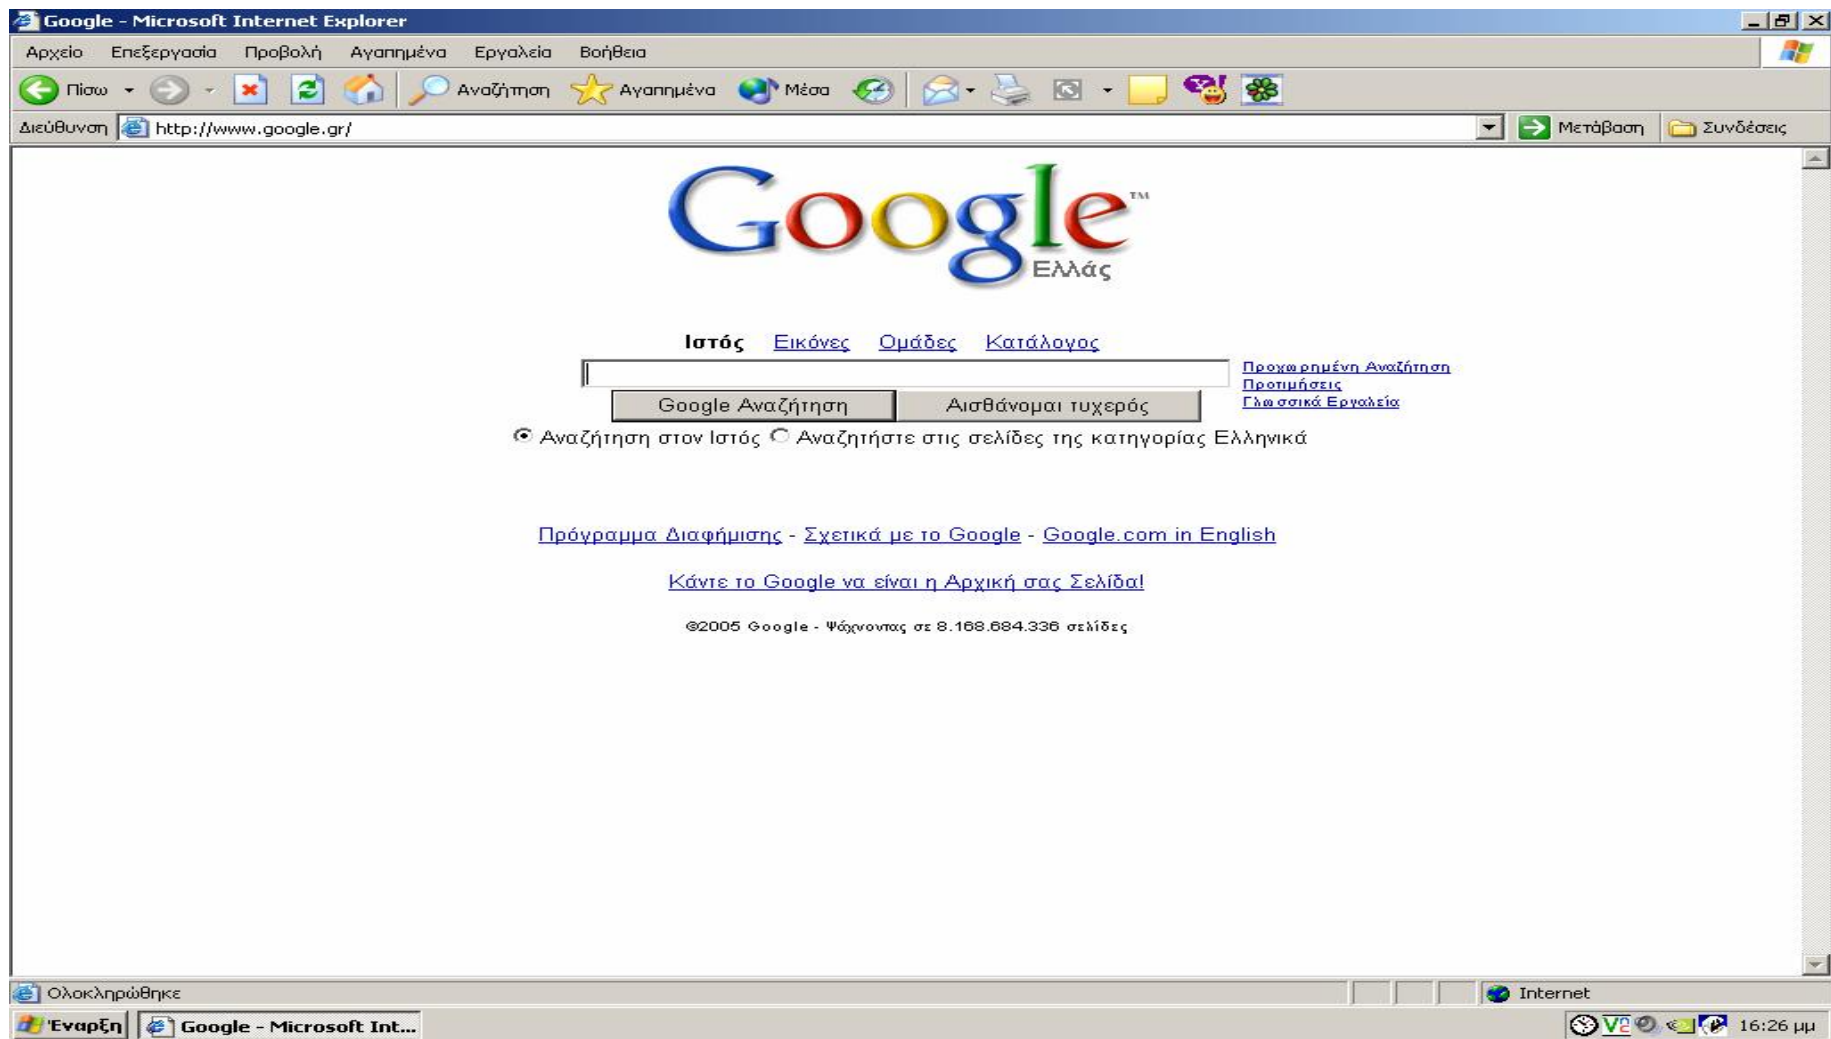 Google - Microsoft Internet Explorer
Αρχείο Επεξεργασία Προβολή Αγαπημένα Εργαλεία Βοήθεια
Πίσω Αναζήτηση Αγαπημένα Μέσα
Διεύθυνση http://www.google.gr/ Μετάβαση Συνδέσεις
Google™
Ελλάς
Ιστός Εικόνες Ομάδες Κατάλογος
Προχωρημένη Αναζήτηση
Προτιμήσεις
Γλωσσικά Εργαλεία
Google Αναζήτηση Αισθάνομαι τυχερός
Αναζήτηση στον Ιστός Αναζητήστε στις σελίδες της κατηγορίας Ελληνικά
Πρόγραμμα Διαφήμισης - Σχετικά με το Google - Google.com in English
Κάντε το Google να είναι η Αρχική σας Σελίδα!
©2005 Google - Ψάχνοντας σε 8.168.684.336 σελίδες
Ολοκληρώθηκε Internet
Έναρξη Google - Microsoft Int... 16:26 μμ